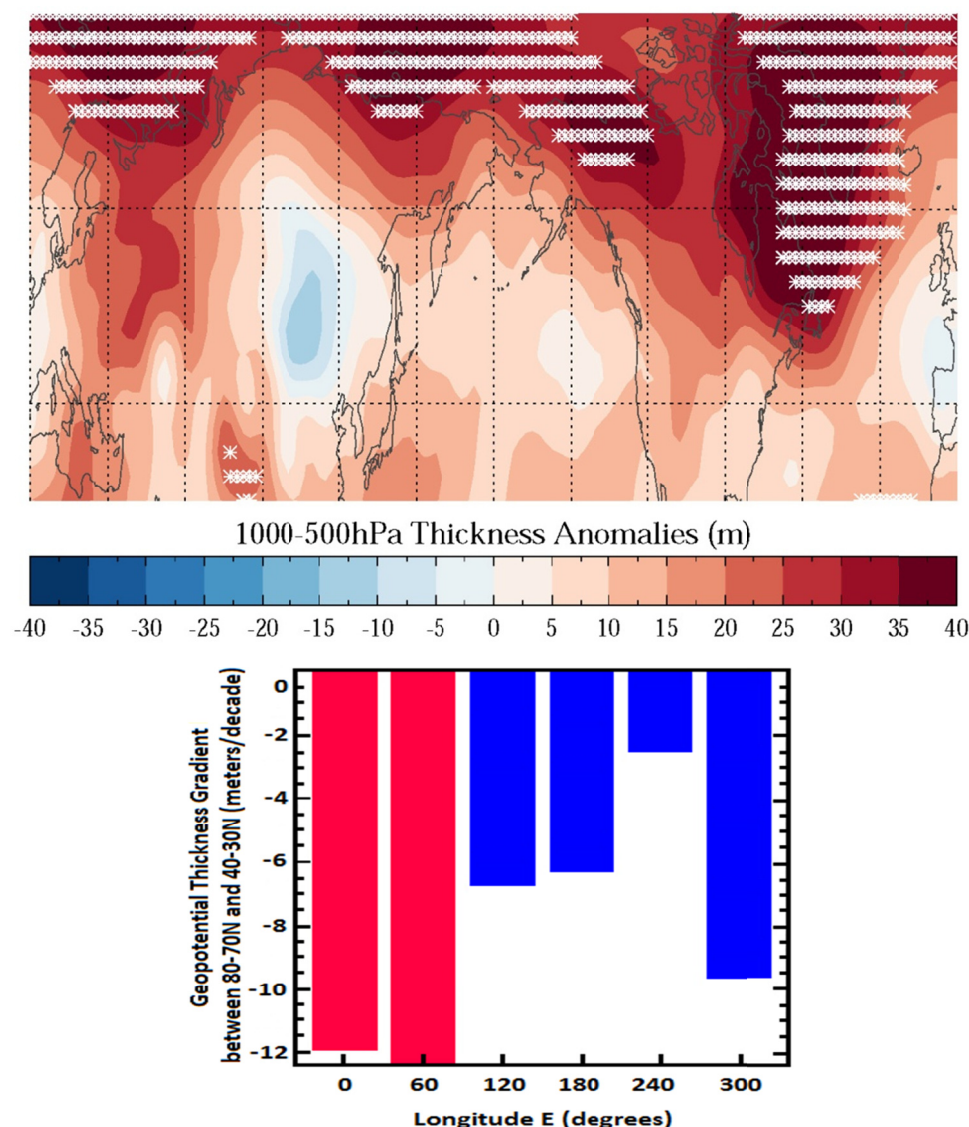 1000-500hPa Thickness Anomalies (m)
-40 -35 -30 -25 -20 -15 -10 -5 0 5 10 15 20 25 30 35 40
Geopotential Thickness Gradient
between 80-70N and 40-30N (meters/decade)
0
-2
-4
-6
-8
-10
-12
0 60 120 180 240 300
Longitude E (degrees)